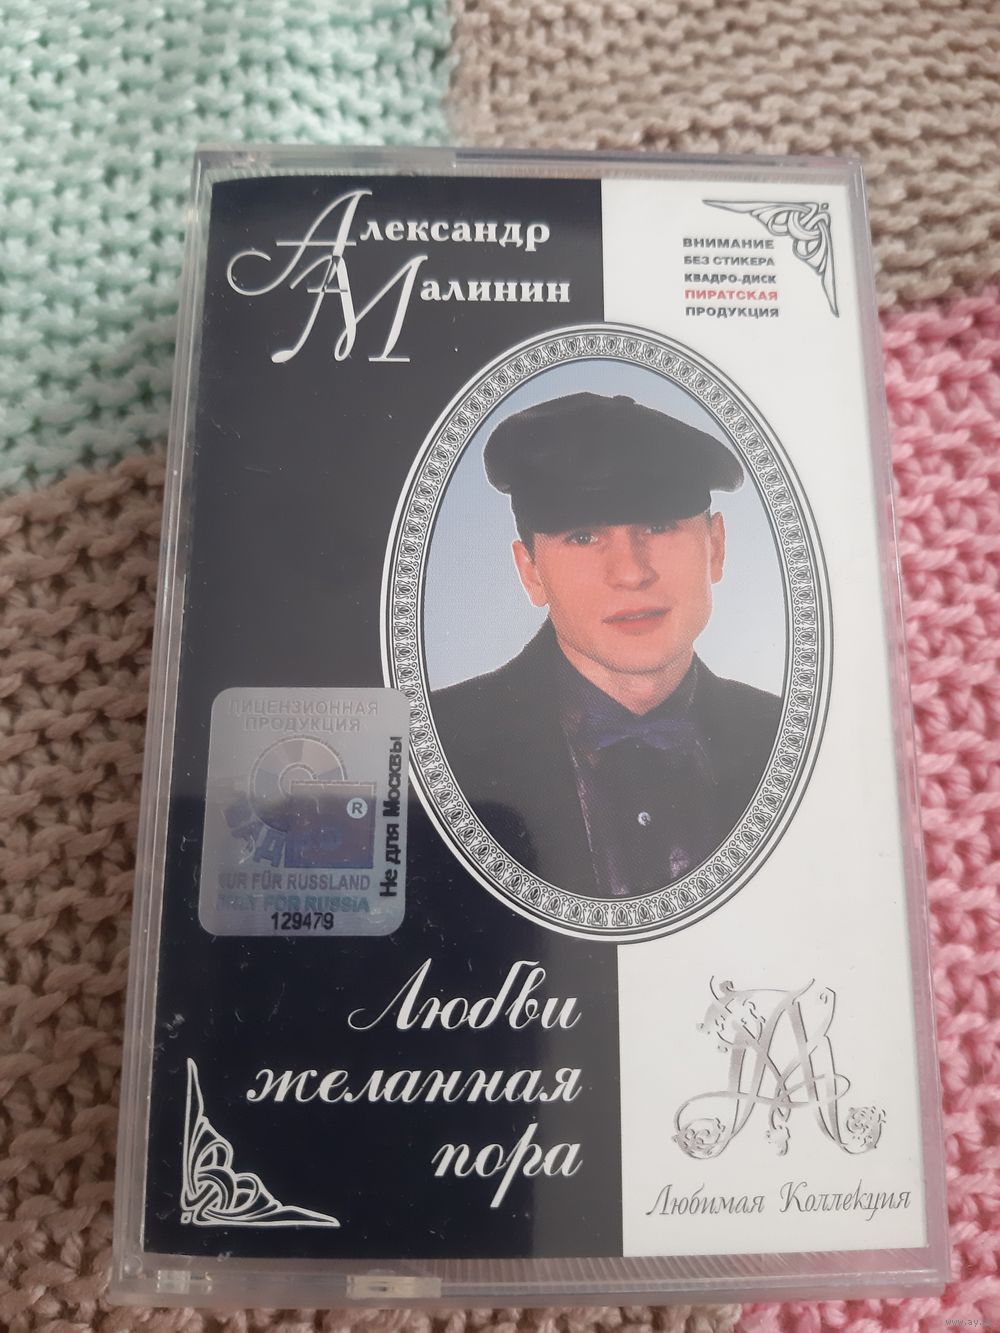 Александр
Малинин
ВНИМАНИЕ
БЕЗ СТИКЕРА
КВАДРО-ДИСК
ПИРАТСКАЯ
ПРОДУКЦИЯ
ЛИЦЕНЗИОННАЯ
ПРОДУКЦИЯ
®
Не для Москвы
NUR FÜR RUSSLAND
ONLY FOR RUSSIA
129479
Любви
желанная
пора
АМ
Любимая Коллекция